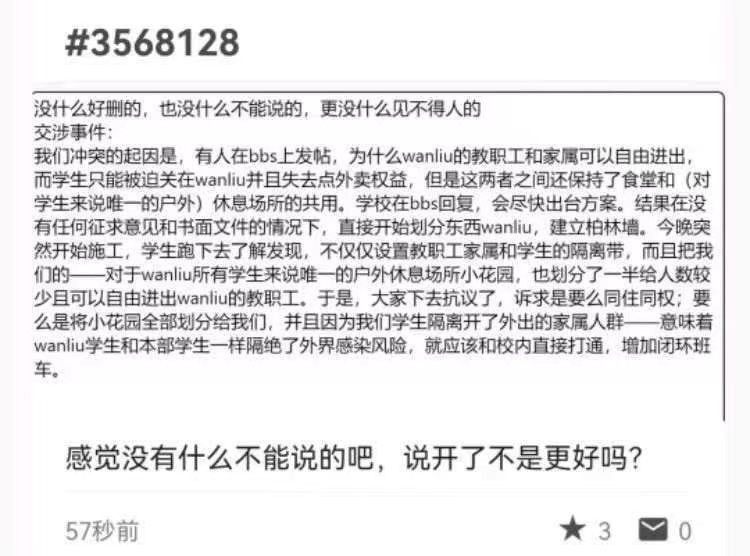 #3568128
没什么好删的，也没什么不能说的，更没什么见不得人的
交涉事件：
我们冲突的起因是，有人在bbs上发帖，为什么wanliu的教职工和家属可以自由进出，
而学生只能被迫关在wanliu并且失去点外卖权益，但是这两者之间还保持了食堂和（对
学生来说唯一的户外）休息场所的共用。学校在bbs回复，会尽快出台方案。结果在没
有任何征求意见和书面文件的情况下，直接开始划分东西wanliu，建立柏林墙。今晚突
然开始施工，学生跑下去了解发现，不仅仅设置教职工家属和学生的隔离带，而且把我
们的——对于wanliu所有学生来说唯一的户外休息场所小花园，也划分了一半给人数较
少且可以自由进出wanliu的教职工。于是，大家下去抗议了，诉求是要么同住同权；要
么是将小花园全部划分给我们，并且因为我们学生隔离开了外出的家属人群——意味着
wanliu学生和本部学生一样隔绝了外界感染风险，就应该和校内直接打通，增加闭环班
车。
感觉没有什么不能说的吧，说开了不是更好吗？
57秒前 3 0